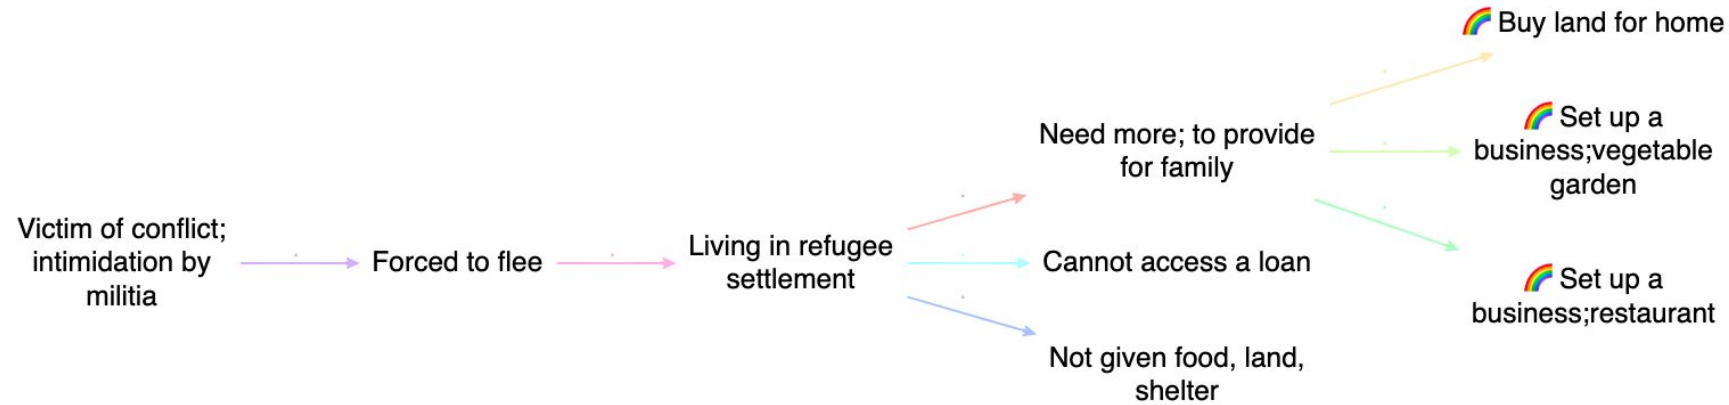 Victim of conflict;
intimidation by
militia
Forced to flee
Living in refugee
settlement
Need more; to provide
for family
Cannot access a loan
Not given food, land,
shelter
🌈 Buy land for home
🌈 Set up a
business;vegetable
garden
🌈 Set up a
business;restaurant